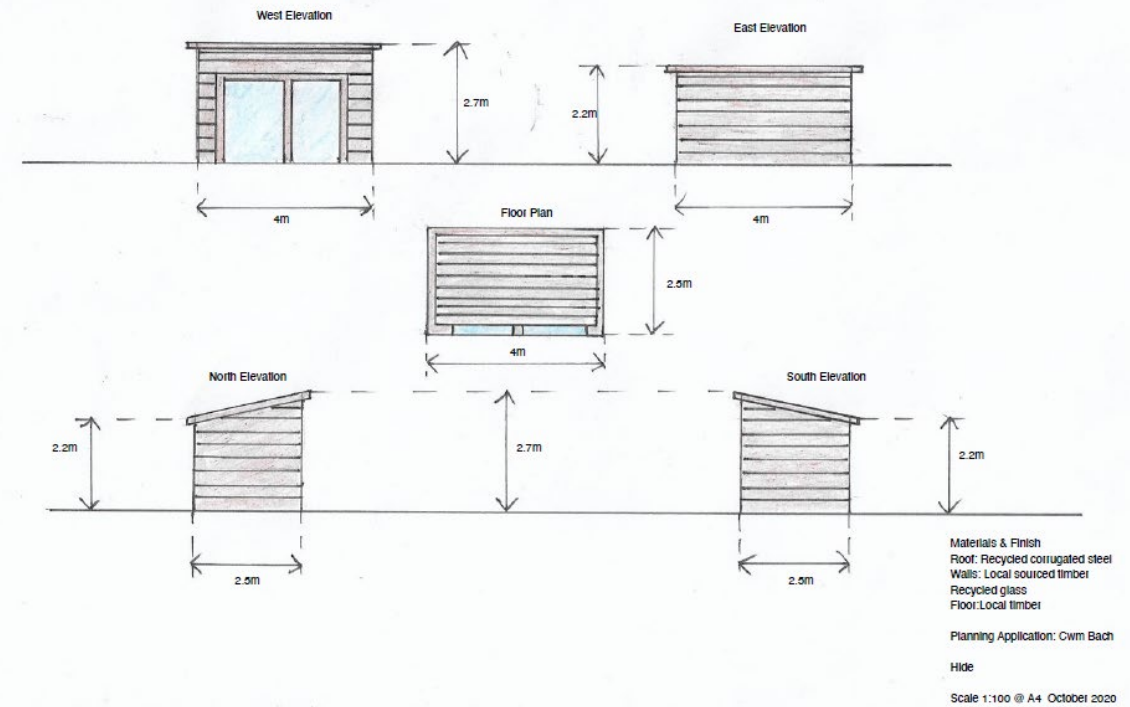 West Elevation
East Elevation
2.7m
2.2m
4m
4m
Floor Plan
2.5m
4m
North Elevation
South Elevation
2.2m
2.7m
2.2m
2.5m
2.5m
Materials & Finish
Roof: Recycled corrugated steel
Walls: Local sourced timber
Recycled glass
Floor:Local timber
Planning Application: Cwm Bach
Hide
Scale 1:100 @ A4 October 2020